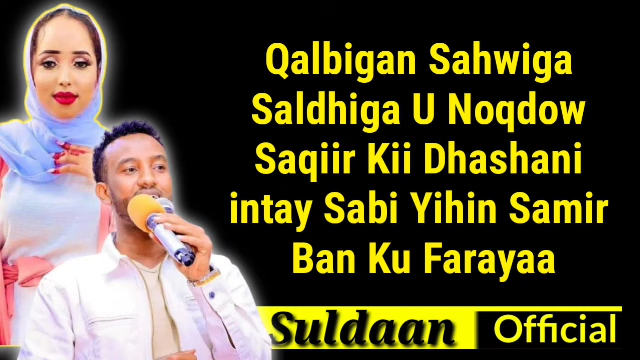 Qalbigan Sahwiga
Saldhiga U Noqdow
Saqiir Kii Dhashani
intay Sabi Yihin Samir
Ban Ku Farayaa
Suldaan Official